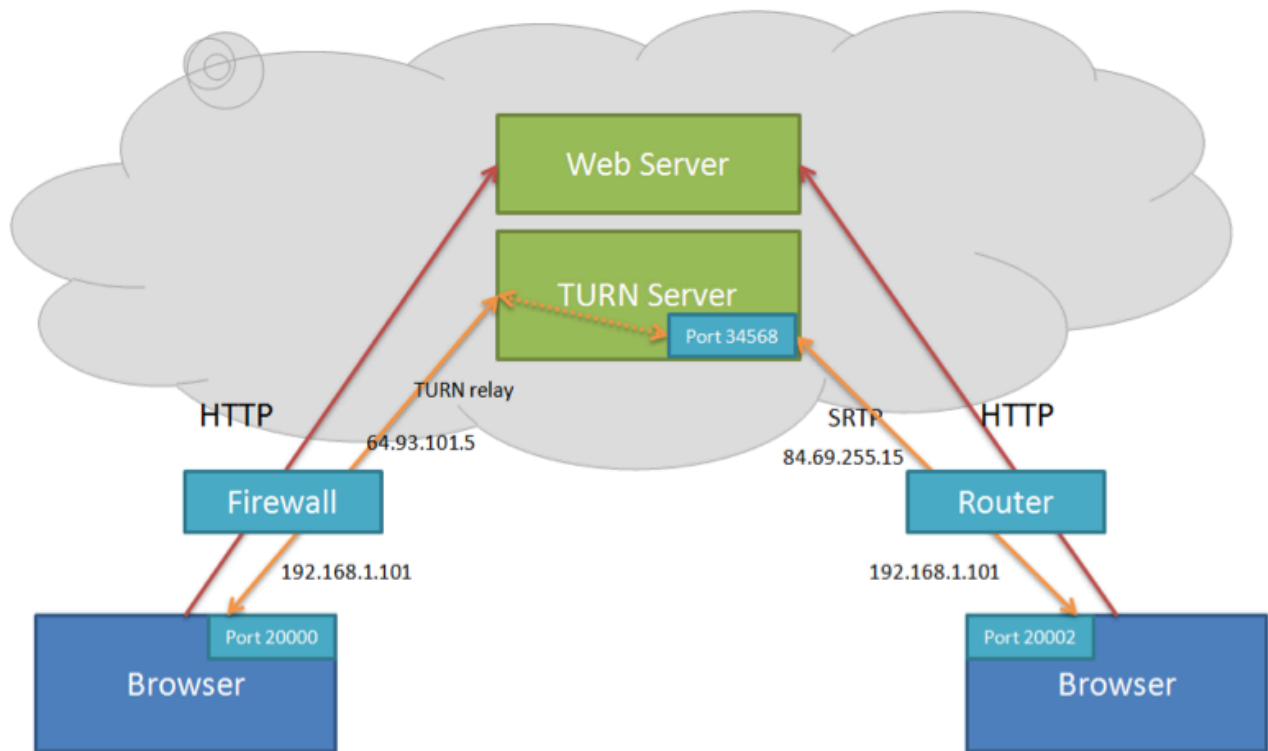 Web Server
TURN Server
Port 34568
TURN relay
HTTP
SRTP
HTTP
64.93.101.5
84.69.255.15
Firewall
Router
192.168.1.101
192.168.1.101
Port 20000
Port 20002
Browser
Browser